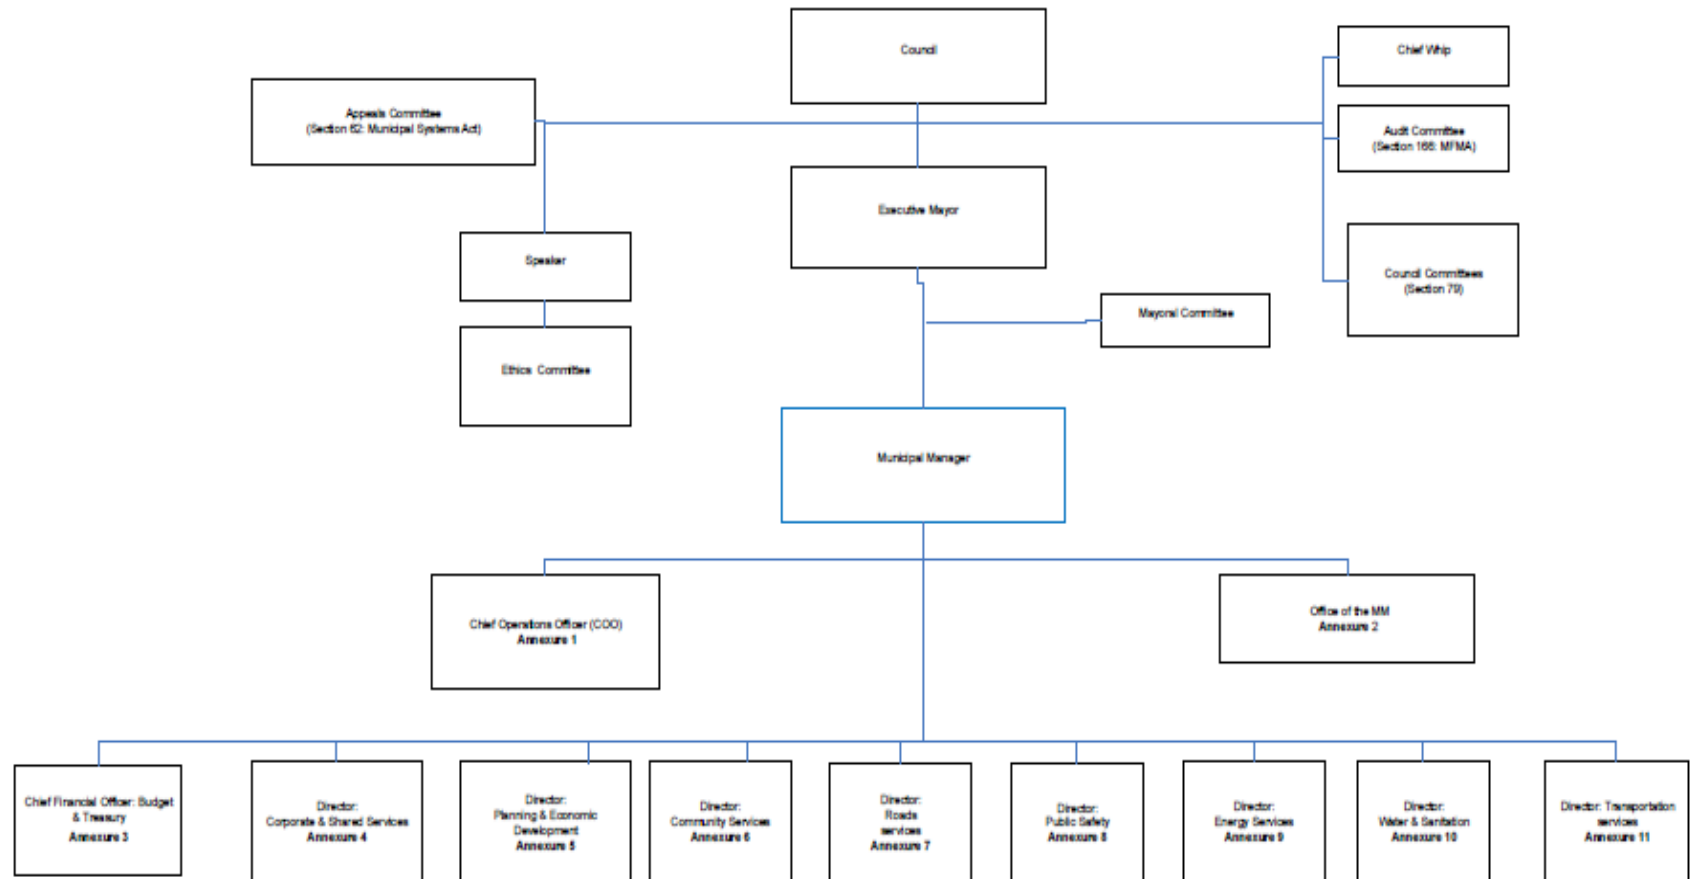 Council
Chief Whip
Appeals Committee
(Section 62: Municipal Systems Act)
Audit Committee
(Section 166: MFMA)
Executive Mayor
Speaker
Council Committees
(Section 79)
Mayoral Committee
Ethics Committee
Municipal Manager
Chief Operations Officer (COO)
Annexure 1
Office of the MM
Annexure 2
Chief Financial Officer: Budget
& Treasury
Annexure 3
Director:
Corporate & Shared Services
Annexure 4
Director:
Planning & Economic
Development
Annexure 5
Director:
Community Services
Annexure 6
Director:
Roads
services
Annexure 7
Director:
Public Safety
Annexure 8
Director:
Energy Services
Annexure 9
Director:
Water & Sanitation
Annexure 10
Director: Transportation
services
Annexure 11